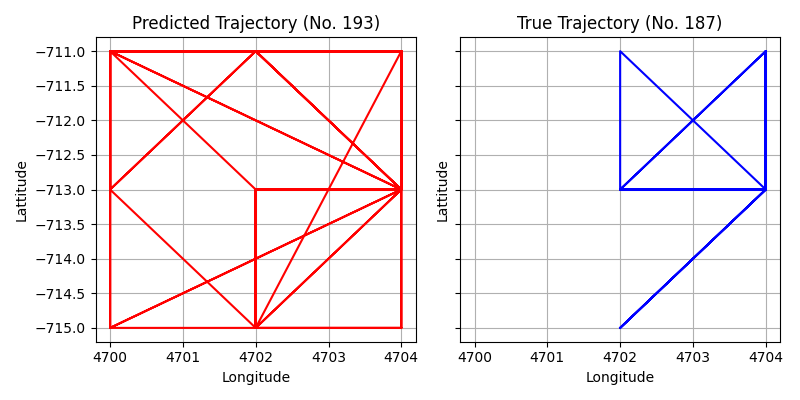 Predicted Trajectory (No. 193)
Lattitude
−711.0
−711.5
−712.0
−712.5
−713.0
−713.5
−714.0
−714.5
−715.0
4700 4701 4702 4703 4704
Longitude
True Trajectory (No. 187)
Lattitude
4700 4701 4702 4703 4704
Longitude